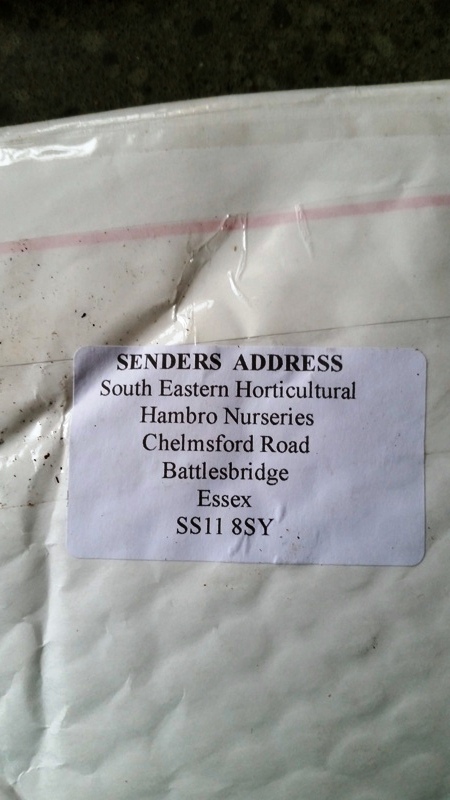 SENDERS ADDRESS
South Eastern Horticultural
Hambro Nurseries
Chelmsford Road
Battlesbridge
Essex
SS11 8SY